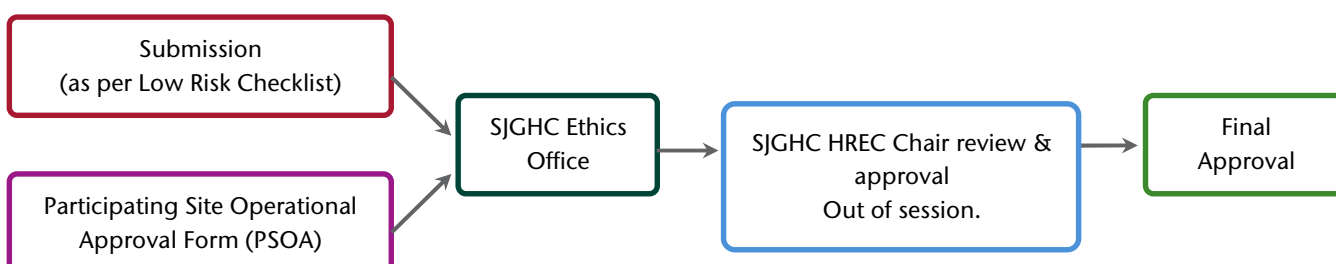 Submission
(as per Low Risk Checklist)
Participating Site Operational
Approval Form (PSOA)
SJGHC Ethics
Office
SJGHC HREC Chair review &
approval
Out of session.
Final
Approval